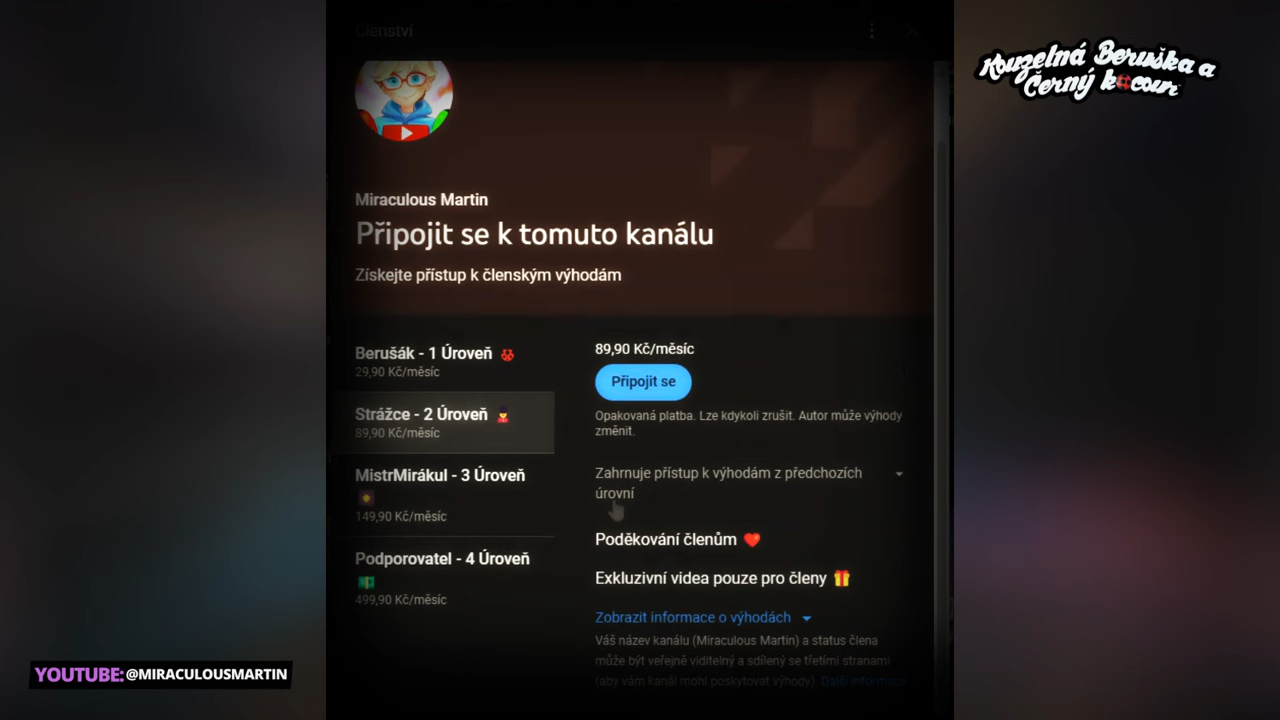 Členství
Kouzelná Beruška a
Černý kocour
Miraculous Martin
Připojit se k tomuto kanálu
Získejte přístup k členským výhodám
Berušák - 1 Úroveň 🐞
29,90 Kč/měsíc
Strážce - 2 Úroveň
89,90 Kč/měsíc
MistrMirákul - 3 Úroveň
149,90 Kč/měsíc
Podporovatel - 4 Úroveň
499,90 Kč/měsíc
89,90 Kč/měsíc
Připojit se
Opakovaná platba. Lze kdykoli zrušit. Autor může výhody
změnit.
Zahrnuje přístup k výhodám z předchozích
úrovní
Poděkování členům ❤️
Exkluzivní videa pouze pro členy 🎁
Zobrazit informace o výhodách
Váš název kanálu (Miraculous Martin) a status člena
může být veřejně viditelný a sdílený se třetími stranami
(aby vám kanál mohl poskytovat výhody). Další informace
YOUTUBE: @MIRACULOUSMARTIN